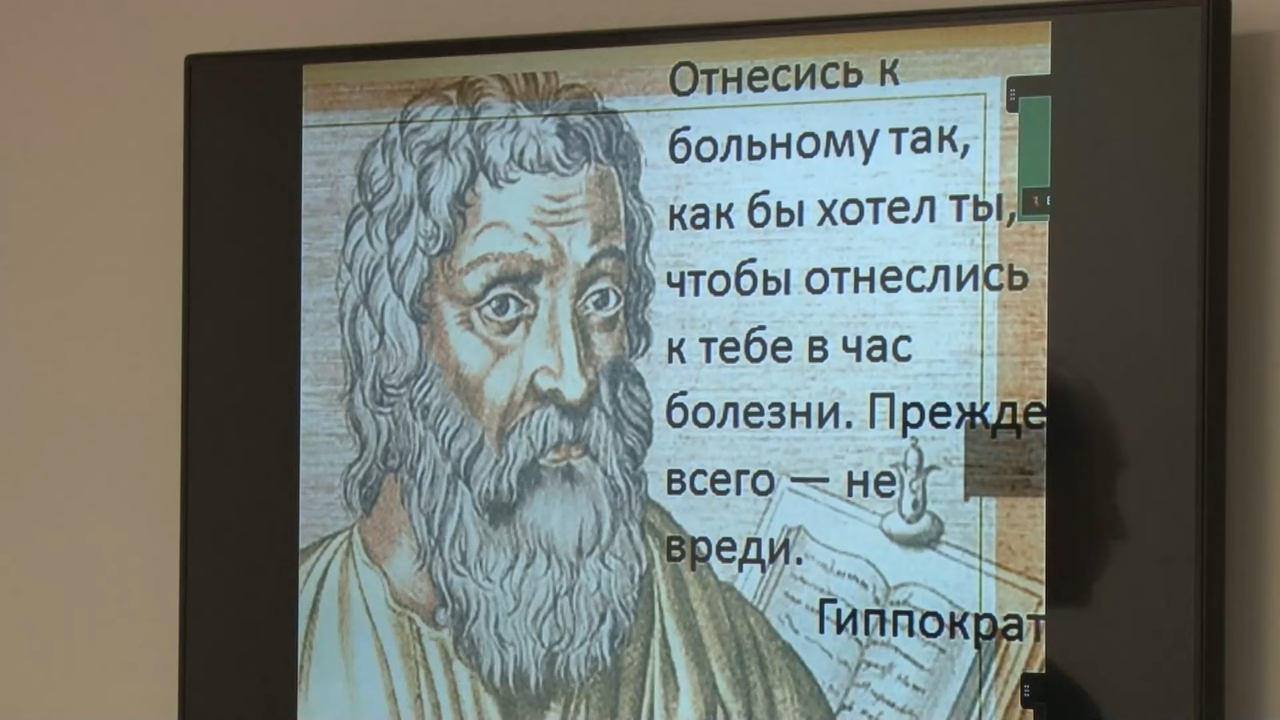 Отнесись к
больному так,
как бы хотел ты,
чтобы отнеслись
к тебе в час
болезни. Прежде
всего — не
вреди.
Гиппократ